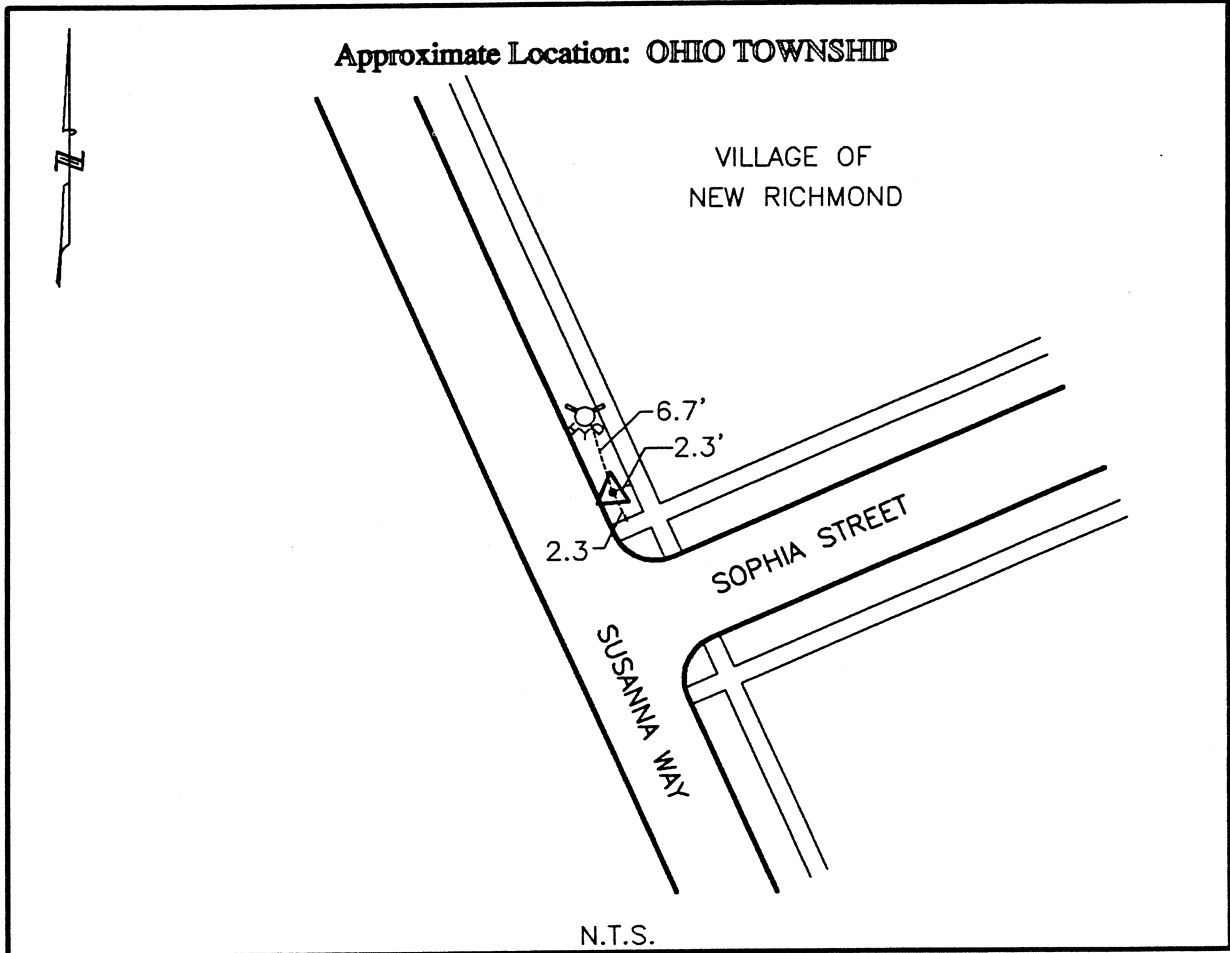 Approximate Location: OHIO TOWNSHIP
N
VILLAGE OF
NEW RICHMOND
6.7'
2.3'
2.3
SOPHIA STREET
SUSANNA WAY
N.T.S.